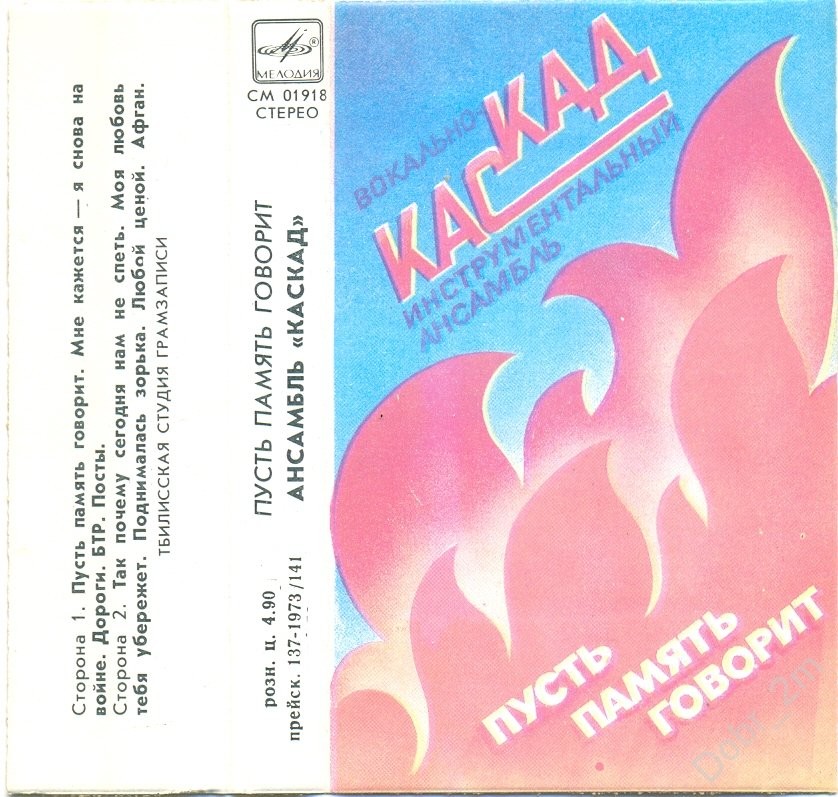 Сторона 1. Пусть память говорит. Мне кажется — я снова на
войне. Дороги. БТР. Посты.
Сторона 2. Так почему сегодня нам не спеть. Моя любовь
тебя убережет. Поднималась зорька. Любой ценой. Афган.
ТБИЛИССКАЯ СТУДИЯ ГРАМЗАПИСИ
МЕЛОДИЯ
СМ 01918
СТЕРЕО
ПУСТЬ ПАМЯТЬ ГОВОРИТ
АНСАМБЛЬ «КАСКАД»
розн. ц. 4.90
прейск. 137-1973/141
ВОКАЛЬНО-
КАСКАД
ИНСТРУМЕНТАЛЬНЫЙ
АНСАМБЛЬ
ПУСТЬ
ПАМЯТЬ
ГОВОРИТ
Dobr_2m